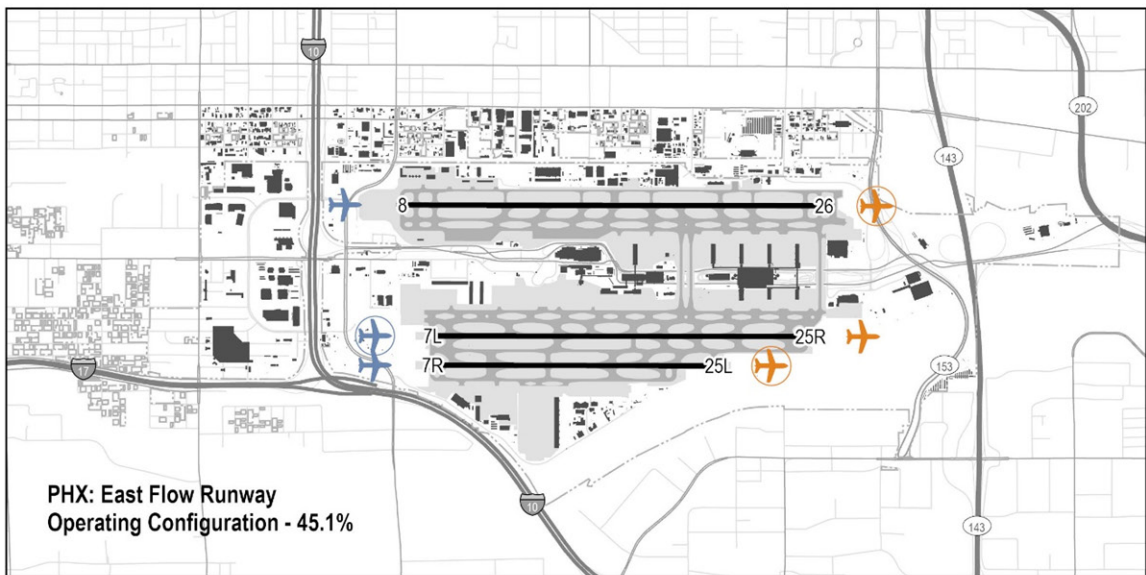 10
202
143
8
26
7L
25R
7R
25L
17
153
PHX: East Flow Runway
Operating Configuration - 45.1%
10
143